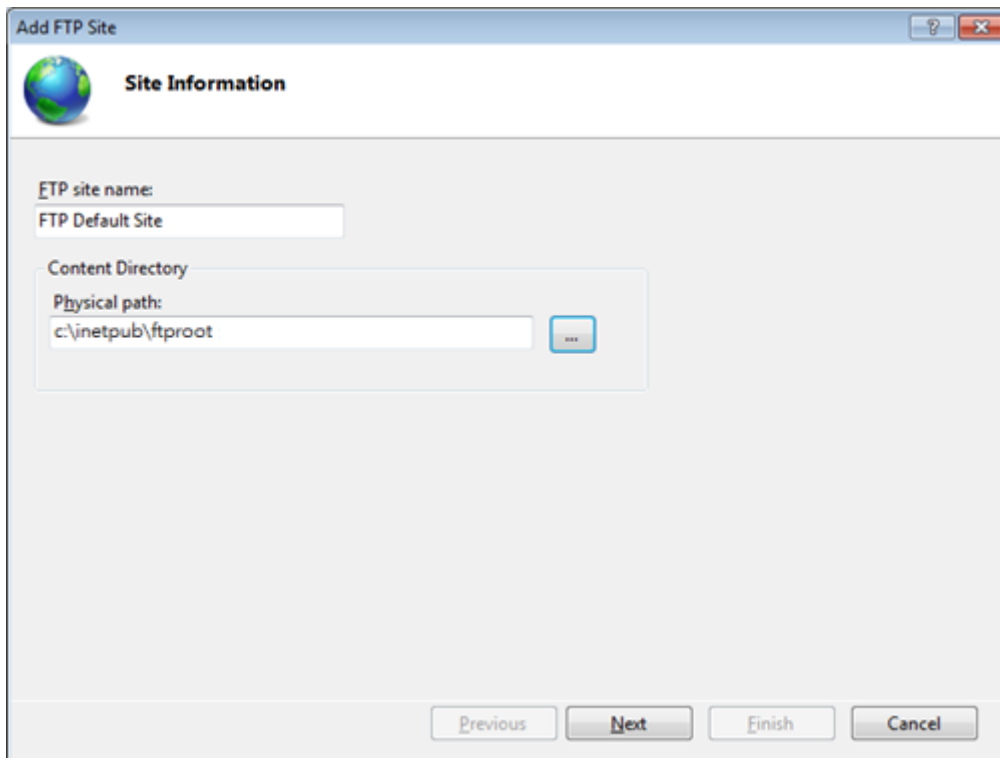 Add FTP Site
Site Information
FTP site name:
FTP Default Site
Content Directory
Physical path:
c:\inetpub\ftproot
...
Previous Next Finish Cancel